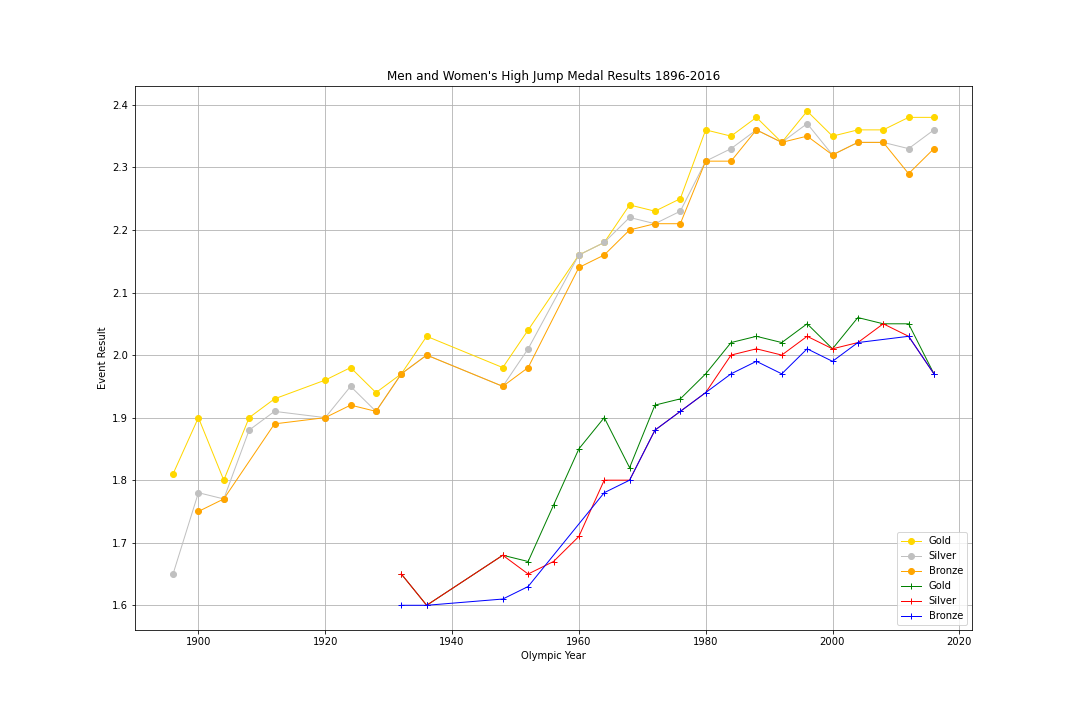 Men and Women's High Jump Medal Results 1896-2016
Event Result
2.4
2.3
2.2
2.1
2.0
1.9
1.8
1.7
1.6
1900 1920 1940 1960 1980 2000 2020
Olympic Year
Gold
Silver
Bronze
Gold
Silver
Bronze